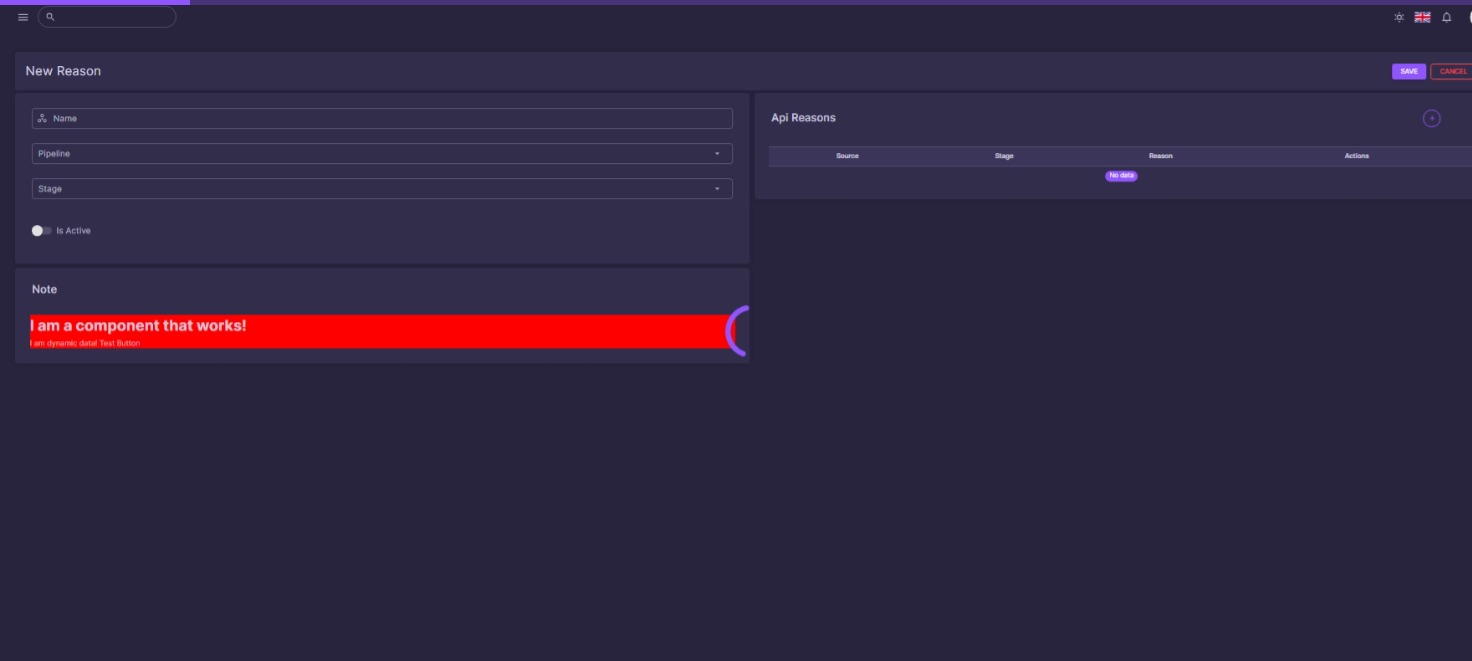 New Reason
SAVE
CANCEL
Name
Pipeline
Stage
Is Active
Api Reasons
Source
Stage
Reason
Actions
No data
Note
I am a component that works!
I am dynamic data! Test Button